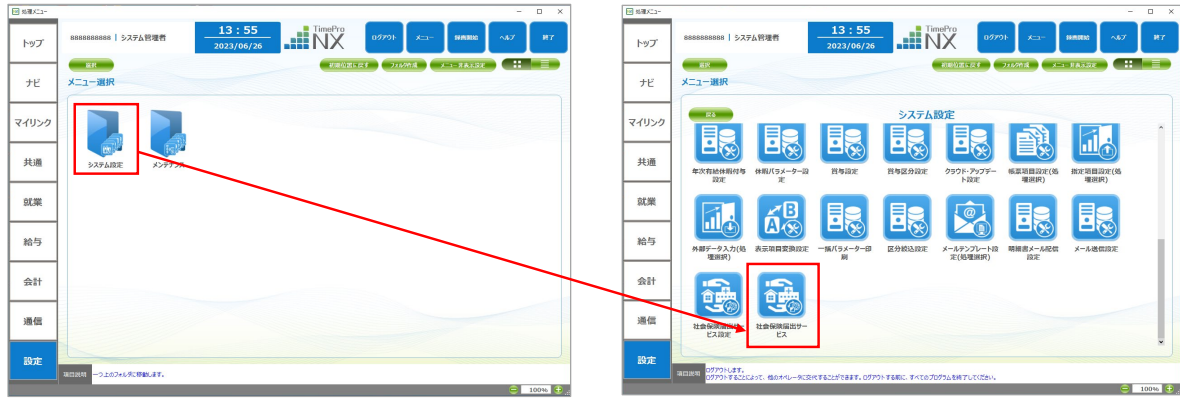 処理メニュー
トップ
ナビ
マイリンク
共通
就業
給与
会計
通信
設定
8888888888 | システム管理者
13:55
2023/06/26
TimePro
NX
ログアウト
メニュー
録画開始
ヘルプ
終了
選択
初期位置に戻す
フォルダ作成
メニュー非表示設定
メニュー選択
システム設定
メンテナンス
項目説明
一つ上のフォルダに移動します。
100%
処理メニュー
トップ
ナビ
マイリンク
共通
就業
給与
会計
通信
設定
8888888888 | システム管理者
13:55
2023/06/26
TimePro
NX
ログアウト
メニュー
録画開始
ヘルプ
終了
選択
初期位置に戻す
フォルダ作成
メニュー非表示設定
メニュー選択
戻る
システム設定
年次有給休暇付与
設定
休暇パラメーター設
定
賞与設定
賞与区分設定
クラウド・アップデー
ト設定
帳票項目設定(処
理選択)
指定項目設定(処
理選択)
外部データ入力(処
理選択)
表示項目変換設定
一括パラメーター印
刷
区分絞込設定
メールテンプレート設
定(処理選択)
明細書メール配信
設定
メール送信設定
社会保険届出サー
ビス設定
社会保険届出サー
ビス
項目説明
ログアウトします。
ログアウトすることによって、他のオペレータに交代することができます。ログアウトする前に、すべてのプログラムを終了してください。
100%